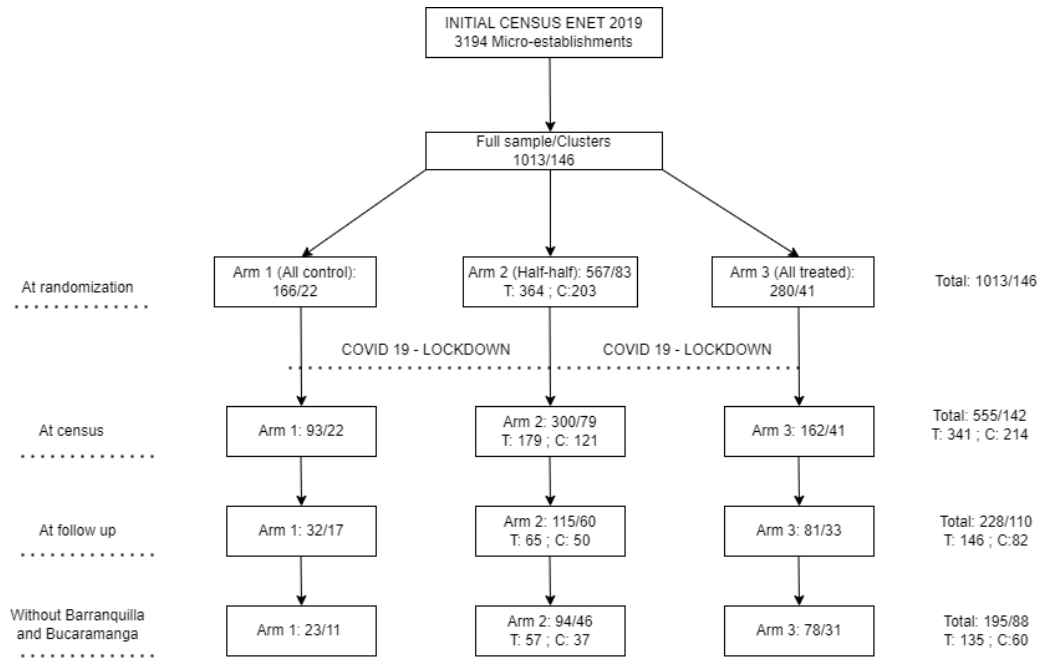 INITIAL CENSUS ENET 2019
3194 Micro-establishments
Full sample/Clusters
1013/146
At randomization
Arm 1 (All control):
166/22
Arm 2 (Half-half): 567/83
T: 364 ; C:203
Arm 3 (All treated):
280/41
Total: 1013/146
COVID 19 - LOCKDOWN
COVID 19 - LOCKDOWN
At census
Arm 1: 93/22
Arm 2: 300/79
T: 179 ; C: 121
Arm 3: 162/41
Total: 555/142
T: 341 ; C: 214
At follow up
Arm 1: 32/17
Arm 2: 115/60
T: 65 ; C: 50
Arm 3: 81/33
Total: 228/110
T: 146 ; C:82
Without Barranquilla
and Bucaramanga
Arm 1: 23/11
Arm 2: 94/46
T: 57 ; C: 37
Arm 3: 78/31
Total: 195/88
T: 135 ; C:60